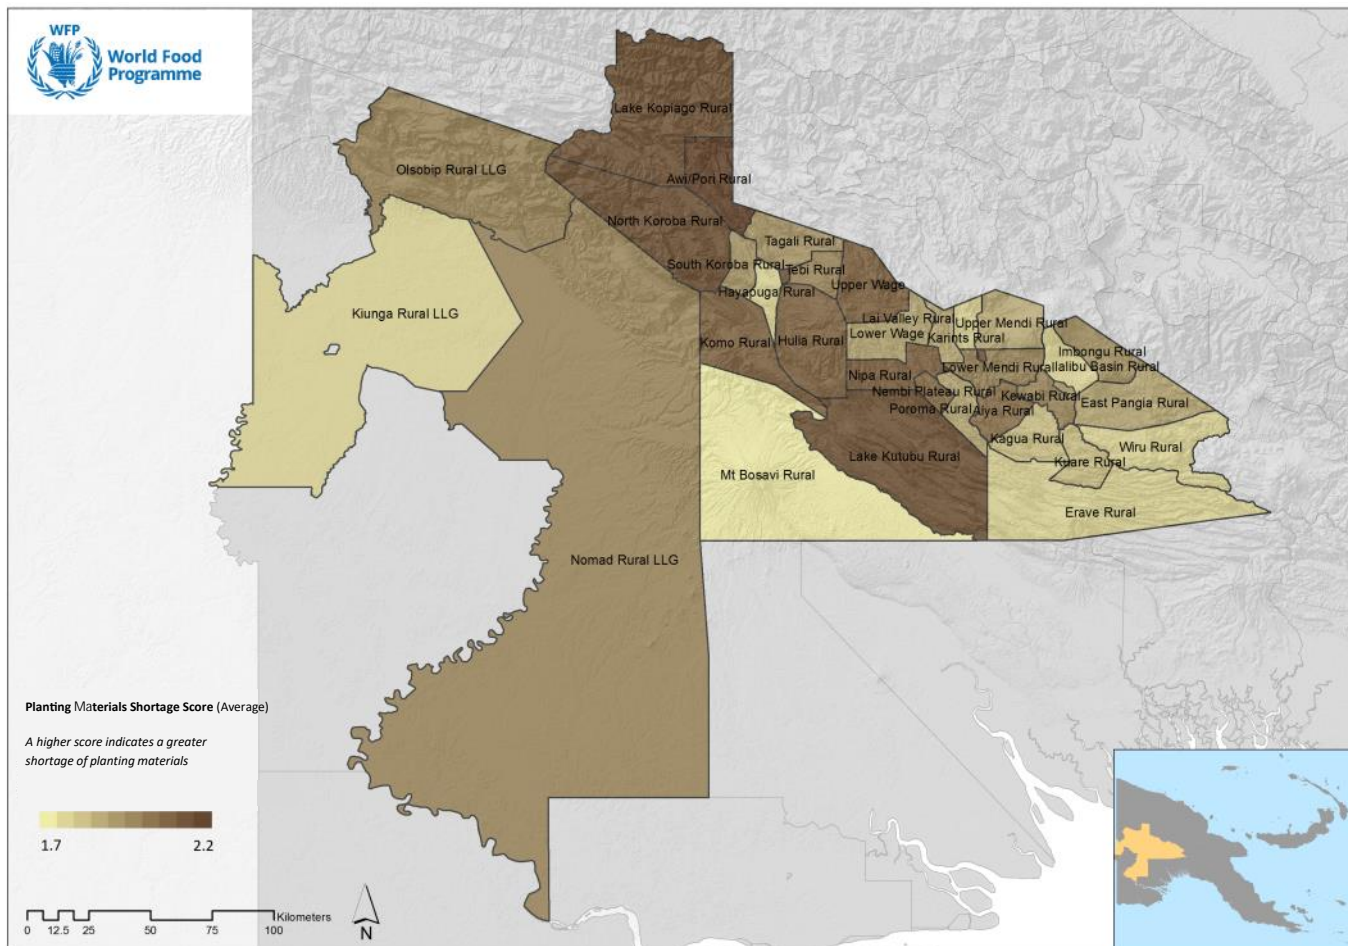 WFP
World Food
Programme
Lake Kopiago Rural
Olsobip Rural LLG
Awi/Pori Rural
North Koroba Rural
Tagali Rural
South Koroba Rural
Tebi Rural
Upper Wage
Hayapuga Rural
Kiunga Rural LLG
Lai Valley Rural
Upper Mendi Rural
Lower Wage
Karints Rural
Komo Rural
Hulia Rural
Imbongu Rural
Lower Mendi Rural
Ialibu Basin Rural
Nipa Rural
Nembi Plateau Rural
Kewabi Rural
East Pangia Rural
Poroma Rural
Aiya Rural
Kagua Rural
Wiru Rural
Lake Kutubu Rural
Kuare Rural
Mt Bosavi Rural
Erave Rural
Nomad Rural LLG
Planting Materials Shortage Score (Average)
A higher score indicates a greater
shortage of planting materials
1.7
2.2
Kilometers
0 12.5 25 50 75 100
N